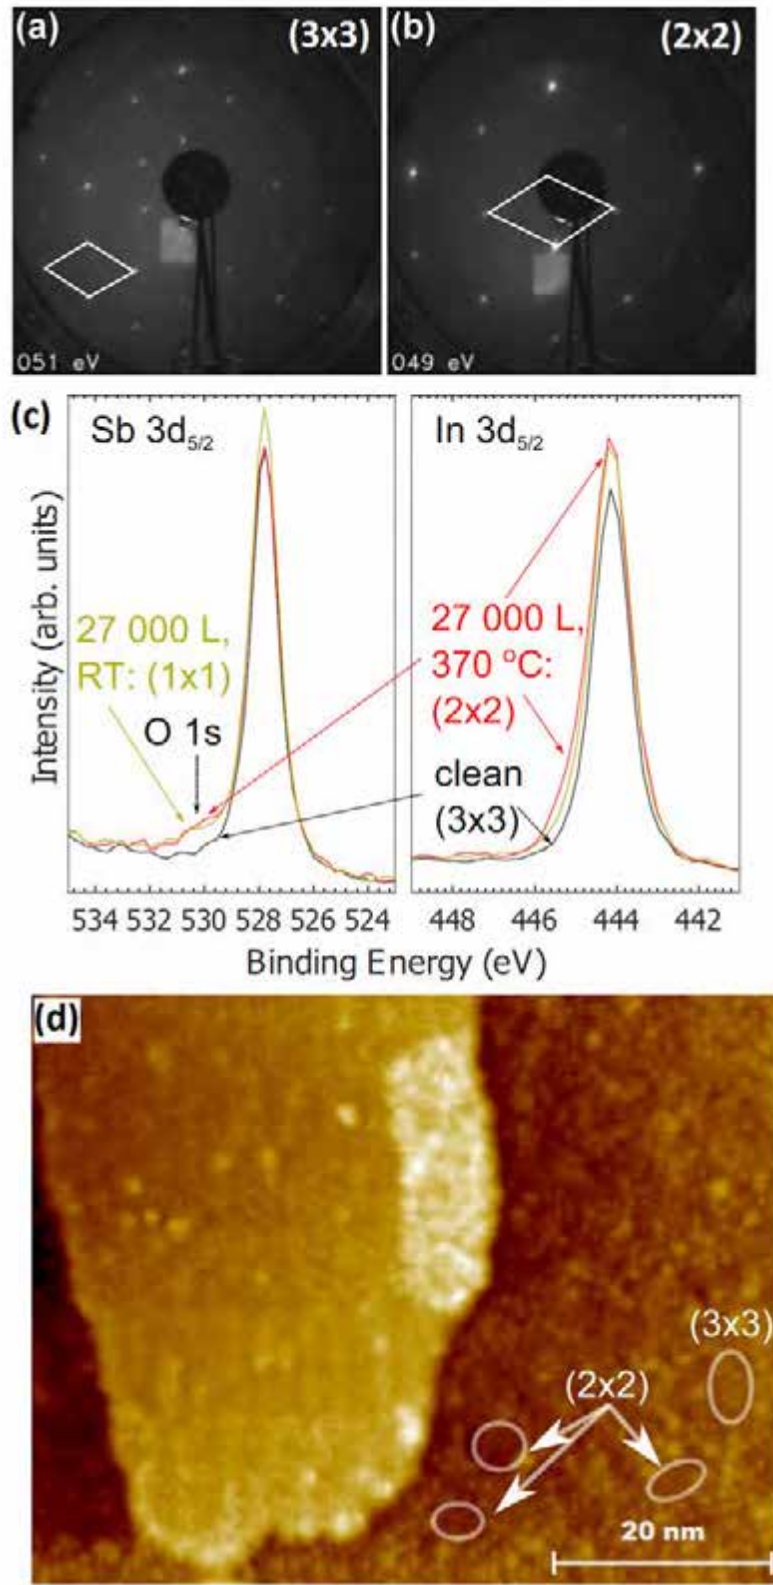 (a) (3x3) (b) (2x2)
051 eV 049 eV
(c) Sb 3d5/2 In 3d5/2
Intensity (arb. units)
27 000 L,
RT: (1x1)
O 1s
27 000 L,
370 ºC:
(2x2)
clean
(3x3)
534 532 530 528 526 524 448 446 444 442
Binding Energy (eV)
(d)
(3x3)
(2x2)
20 nm